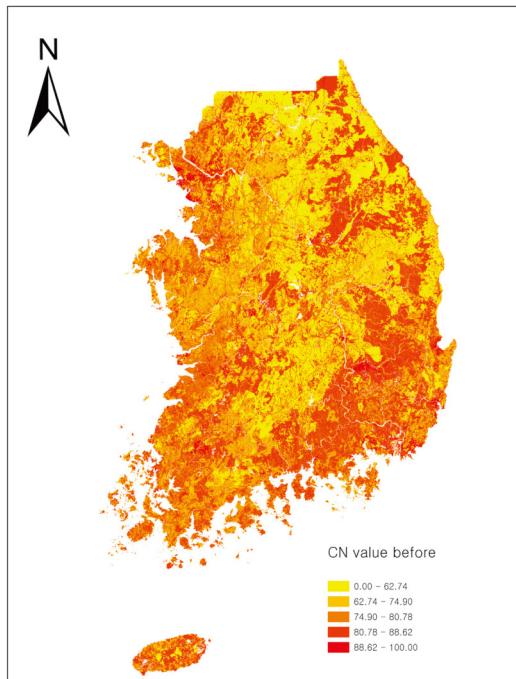 N
CN value before
0.00 - 62.74
62.74 - 74.90
74.90 - 80.78
80.78 - 88.62
88.62 - 100.00